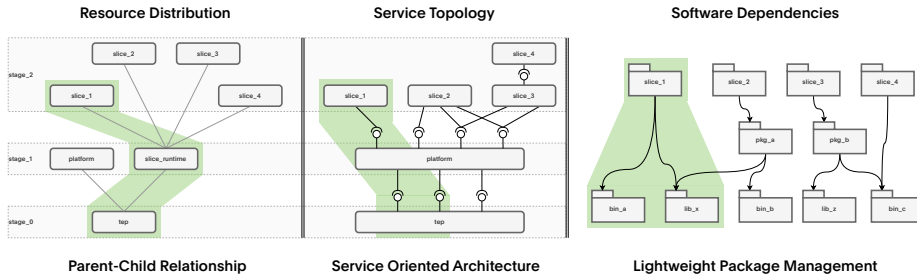 Resource Distribution
Service Topology
Software Dependencies
stage_2
slice_2
slice_3
slice_1
slice_4
stage_1
platform
slice_runtime
stage_0
tep
slice_4
slice_1
slice_2
slice_3
platform
tep
slice_1
slice_2
slice_3
slice_4
pkg_a
pkg_b
bin_a
lib_x
bin_b
lib_z
bin_c
Parent-Child Relationship
Service Oriented Architecture
Lightweight Package Management